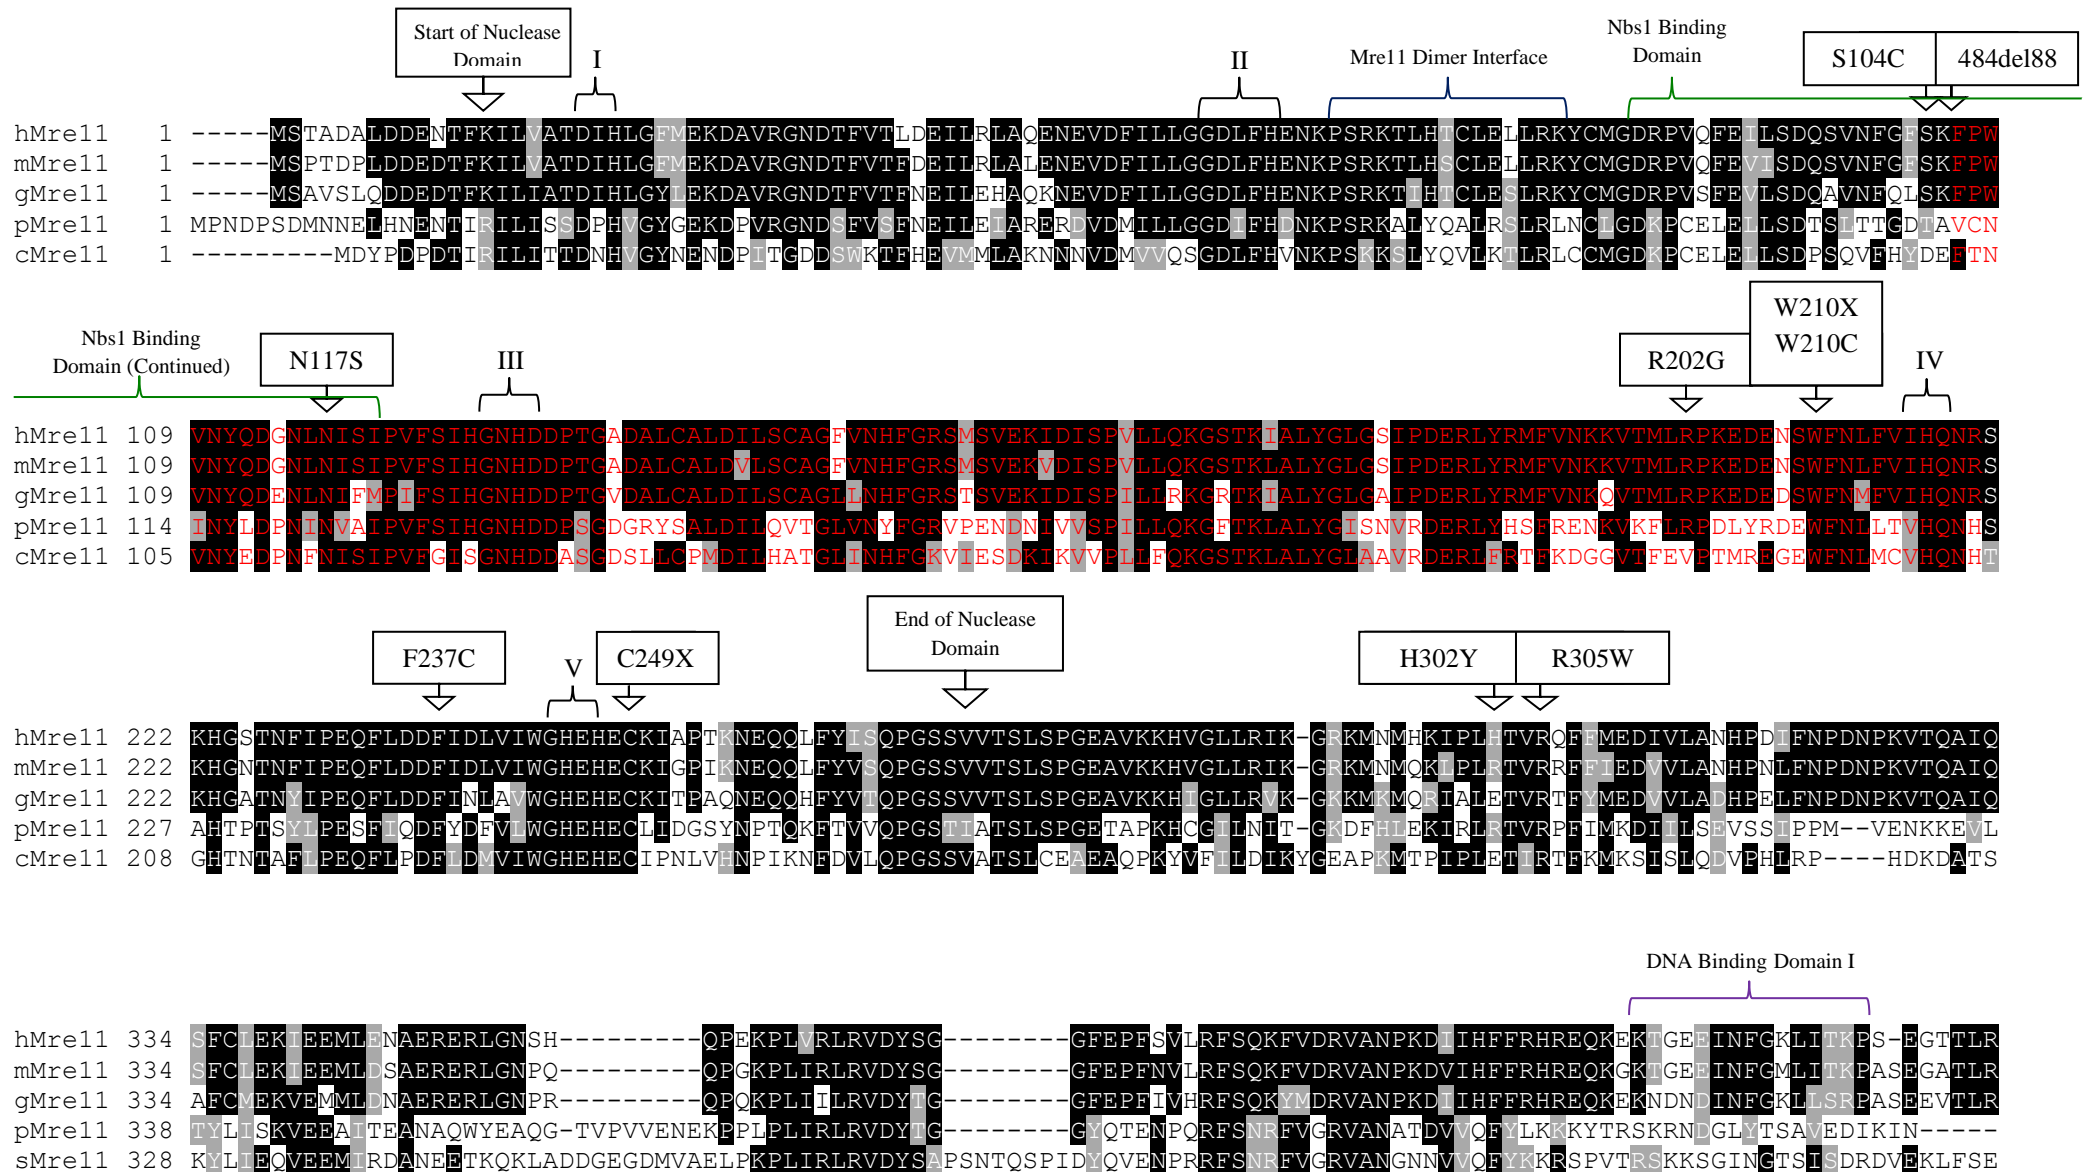 Start of Nuclease
Domain
I
II
Mre11 Dimer Interface
Nbs1 Binding
Domain
S104C
484del88
hMre11 1 -----MSTADALDDENTFKILVATDIHLGFMEKDAVRGNDTFVTLDEILRLAQENEVDFILLGGDLFHENKPSRKTLHTCLELLRKYCMGDRPVQFEILSDQSVNFGFSKFPW
mMre11 1 -----MSPTDPLDDEDTFKILVATDIHLGFMEKDAVRGNDTFVTFDEILRLALENEVDFILLGGDLFHENKPSRKTLHSCLELLRKYCMGDRPVQFEVISDQSVNFGFSKFPW
gMre11 1 -----MSAVSLQDDEDTFKILIATDIHLGYLEKDAVRGNDTFVTFNEILEHAQKNEVDFILLGGDLFHENKPSRKTIHTCLESLRKYCMGDRPVSFEVLSDQAVNFQLSKFPW
pMre11 1 MPNDPSDMNNELHNENTIRILISSDPHVGYGEKDPVRGNDSFVSFNEILEIARERDVDMILLGGDIFHDNKPSRKALYQALRSLRLNCLGDKPCELELLSDTSLTTGDTAVCN
cMre11 1 ---------MDYPDPDTIRILITTDNHVGYNENDPITGDDSWKTFHEVMMLAKNNNVDMVVQSGDLFHVNKPSKKSLYQVLKTLRLCCMGDKPCELELLSDPSQVFHYDEFTN
Nbs1 Binding
Domain (Continued)
N117S
III
R202G
W210X
W210C
IV
hMre11 109 VNYQDGNLNISIPVFSIHGNHDDPTGADALCALDILSCAGFVNHFGRSMSVEKIDISPVLLQKGSTKIALYGLGSIPDERLYRMFVNKKVTMLRPKEDENSWFNLFVIHQNRS
mMre11 109 VNYQDGNLNISIPVFSIHGNHDDPTGADALCALDVLSCAGFVNHFGRSMSVEKVDISPVLLQKGSTKLALYGLGSIPDERLYRMFVNKKVTMLRPKEDENSWFNLFVIHQNRS
gMre11 109 VNYQDENLNIFMPIFSIHGNHDDPTGVDALCALDILSCAGLLNHFGRSTSVEKIDISPILLRKGRTKIALYGLGAIPDERLYRMFVNKQVTMLRPKEDEDSWFNMFVIHQNRS
pMre11 114 INYLDPNINVAIPVFSIHGNHDDPSGDGRYSALDILQVTGLVNYFGRVPENDNIVVSPILLQKGFTKLALYGISNVRDERLYHSFRENKVKFLRPDLYRDEWFNLLTVHQNHS
cMre11 105 VNYEDPNFNISIPVFGISGNHDDASGDSLLCPMDILHATGLINHFGKVIESDKIKVVPLLFQKGSTKLALYGLAAVRDERLFRTFKDGGVTFEVPTMREGEWFNLMCVHQNHT
F237C
V
C249X
End of Nuclease
Domain
H302Y
R305W
hMre11 222 KHGSTNFIPEQFLDDFIDLVIWGHEHECKIAPTKNEQQLFYISQPGSSVVTSLSPGEAVKKHVGLLRIK-GRKMNMHKIPLHTVRQFFMEDIVLANHPDIFNPDNPKVTQAIQ
mMre11 222 KHGNTNFIPEQFLDDFIDLVIWGHEHECKIGPIKNEQQLFYVSQPGSSVVTSLSPGEAVKKHVGLLRIK-GRKMNMQKLPLRTVRRFFIEDVVLANHPNLFNPDNPKVTQAIQ
gMre11 222 KHGATNYIPEQFLDDFINLAVWGHEHECKITPAQNEQQHFYVTQPGSSVVTSLSPGEAVKKHIGLLRVK-GKKMKMQRIALETVRTFYMEDVVLADHPELFNPDNPKVTQAIQ
pMre11 227 AHTPTSYLPESFIQDFYDFVLWGHEHECLIDGSYNPTQKFTVVQPGSTIATSLSPGETAPKHCGILNIT-GKDFHLEKIRLRTVRPFIMKDIILSEVSSIPPM--VENKKEVL
cMre11 208 GHTNTAFLPEQFLPDFLDMVIWGHEHECIPNLVHNPIKNFDVLQPGSSVATSLCEAEAQPKYVFILDIKYGEAPKMTPIPLETIRTFKMKSISLQDVPHLRP----HDKDATS
DNA Binding Domain I
hMre11 334 SFCLEKIEEMLENAERERLGNSH---------QPEKPLVRLRVDYSG--------GFEPFSVLRFSQKFVDRVANPKDIIHFFRHREQKEKTGEEINFGKLITKPS-EGTTLR
mMre11 334 SFCLEKIEEMLDSAERERLGNPQ---------QPGKPLIRLRVDYSG--------GFEPFNVLRFSQKFVDRVANPKDVIHFFRHREQKGKTGEEINFGMLITKPASEGATLR
gMre11 334 AFCMEKVEMMLDNAERERLGNPR---------QPQKPLIILRVDYTG--------GFEPFIVHRFSQKYMDRVANPKDIIHFFRHREQKEKNDNDINFGKLLSRPASEEVTLR
pMre11 338 TYLISKVEEAITEANAQWYEAQG-TVPVVENEKPPLPLIRLRVDYTG--------GYQTENPQRFSNRFVGRVANATDVVQFYLKKKYTRSKRNDGLYTSAVEDIKIN-----
sMre11 328 KYLIEQVEEMIRDANEETKQKLADDGEGDMVAELPKPLIRLRVDYSAPSNTQSPIDYQVENPRRFSNRFVGRVANGNNVVQFYKKRSPVTRSKKSGINGTSISDRDVEKLFSE